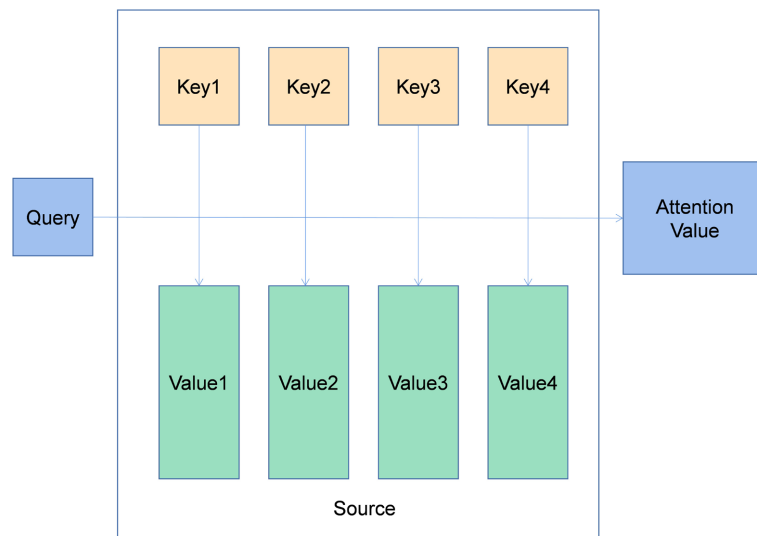 Key1 Key2 Key3 Key4
Query
Attention
Value
Value1 Value2 Value3 Value4
Source